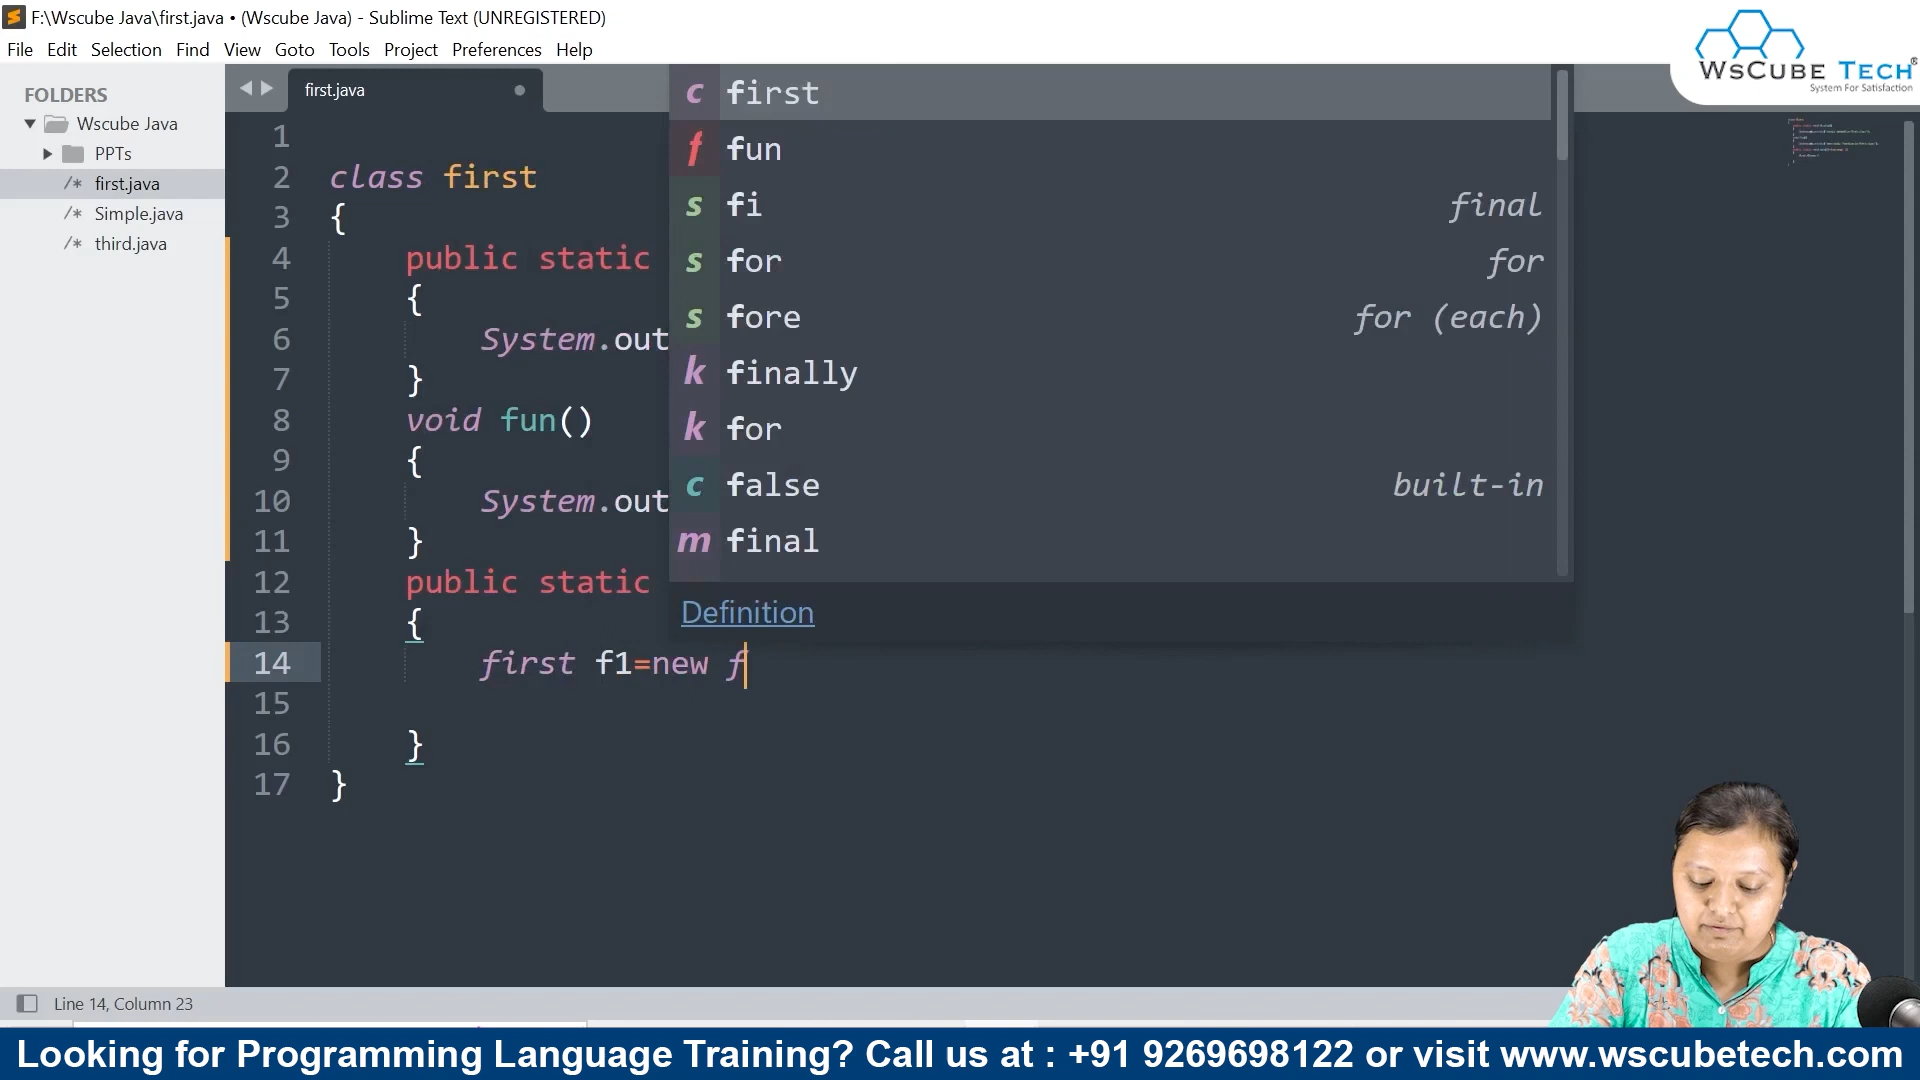 F:\Wscube Java\first.java • (Wscube Java) - Sublime Text (UNREGISTERED)
File Edit Selection Find View Goto Tools Project Preferences Help
WsCube Tech®
System For Satisfaction
FOLDERS
Wscube Java
PPTs
/* first.java
/* Simple.java
/* third.java
first.java
1
2 class first
3 {
4 public static
5 {
6 System.out
7 }
8 void fun()
9 {
10 System.out
11 }
12 public static
13 {
14 first f1=new f
15
16 }
17 }
c first
f fun
s fi final
s for for
s fore for (each)
k finally
k for
c false built-in
m final
Definition
Line 14, Column 23
Looking for Programming Language Training? Call us at : +91 9269698122 or visit www.wscubetech.com